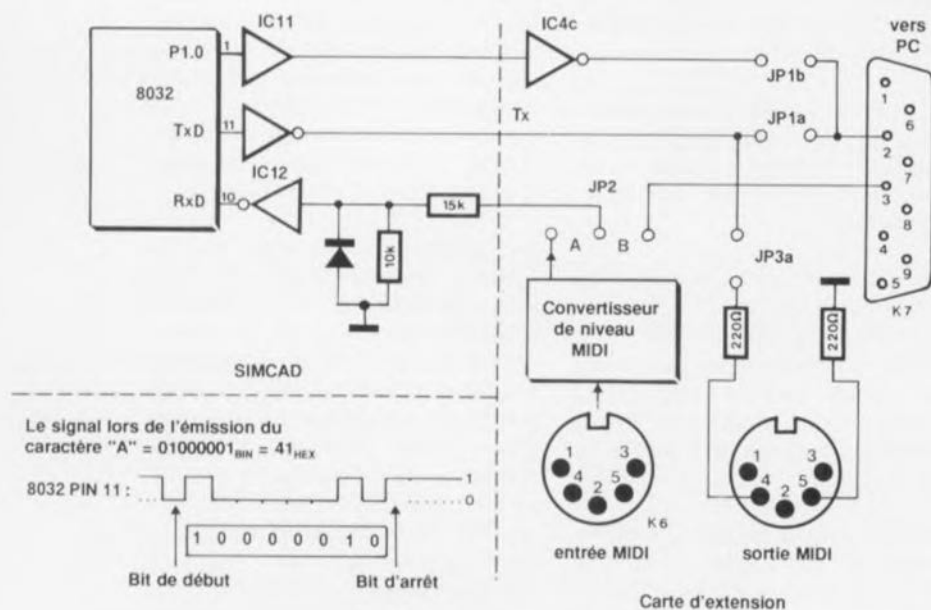 IC11
IC4c
vers
PC
P1.0
1
8032
TxD
11
Tx
JP1b
JP1a
1
6
2
7
3
8
4
9
5
K7
IC12
RxD
10
15k
10k
JP2
A
B
JP3a
Convertisseur
de niveau
MIDI
220Ω
220Ω
SIMCAD
Le signal lors de l'émission du
caractère "A" = 01000001BIN = 41HEX
8032 PIN 11 :
1
0
1 0 0 0 0 0 1 0
Bit de début
Bit d'arrêt
1
3
4
5
2
K6
entrée MIDI
1
3
4
5
2
sortie MIDI
Carte d'extension